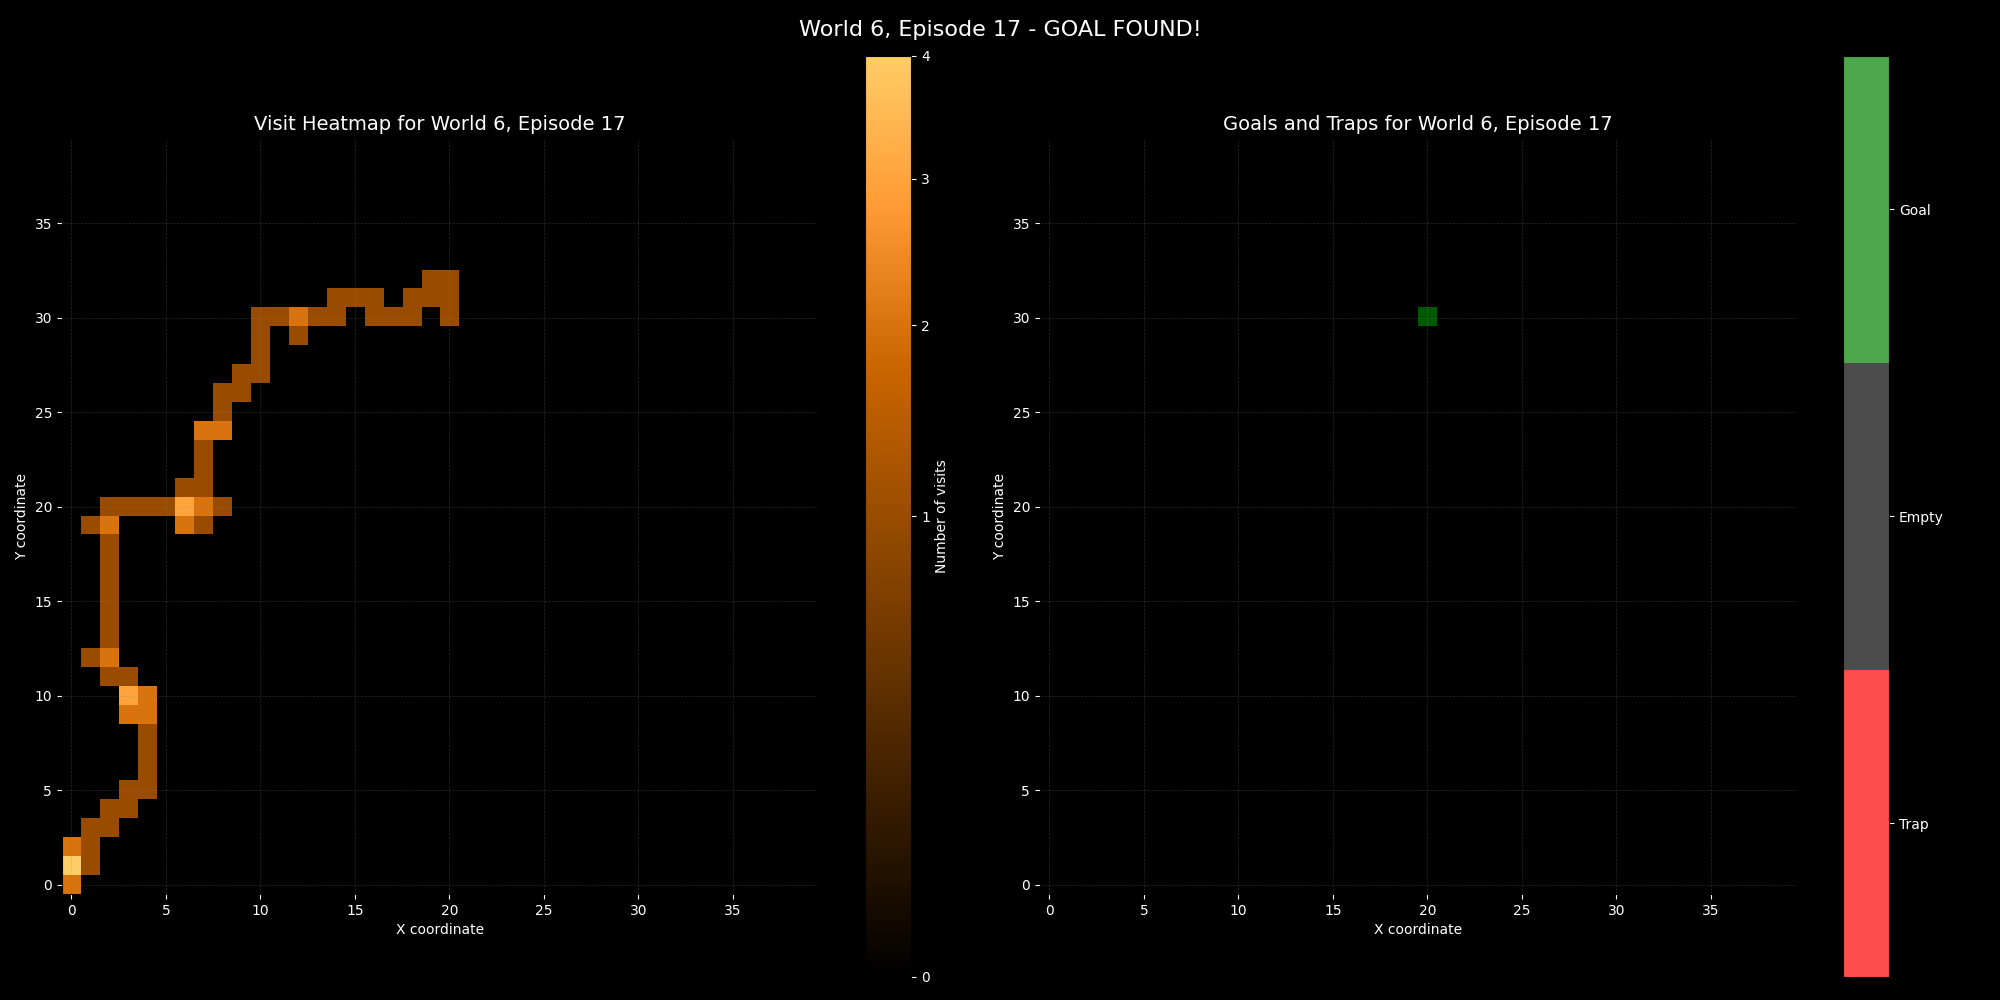 World 6, Episode 17 - GOAL FOUND!
Visit Heatmap for World 6, Episode 17
35
30
25
20
15
10
5
0
Y coordinate
0 5 10 15 20 25 30 35
X coordinate
4
3
2
1
0
Number of visits
Goals and Traps for World 6, Episode 17
35
30
25
20
15
10
5
0
Y coordinate
0 5 10 15 20 25 30 35
X coordinate
Goal
Empty
Trap